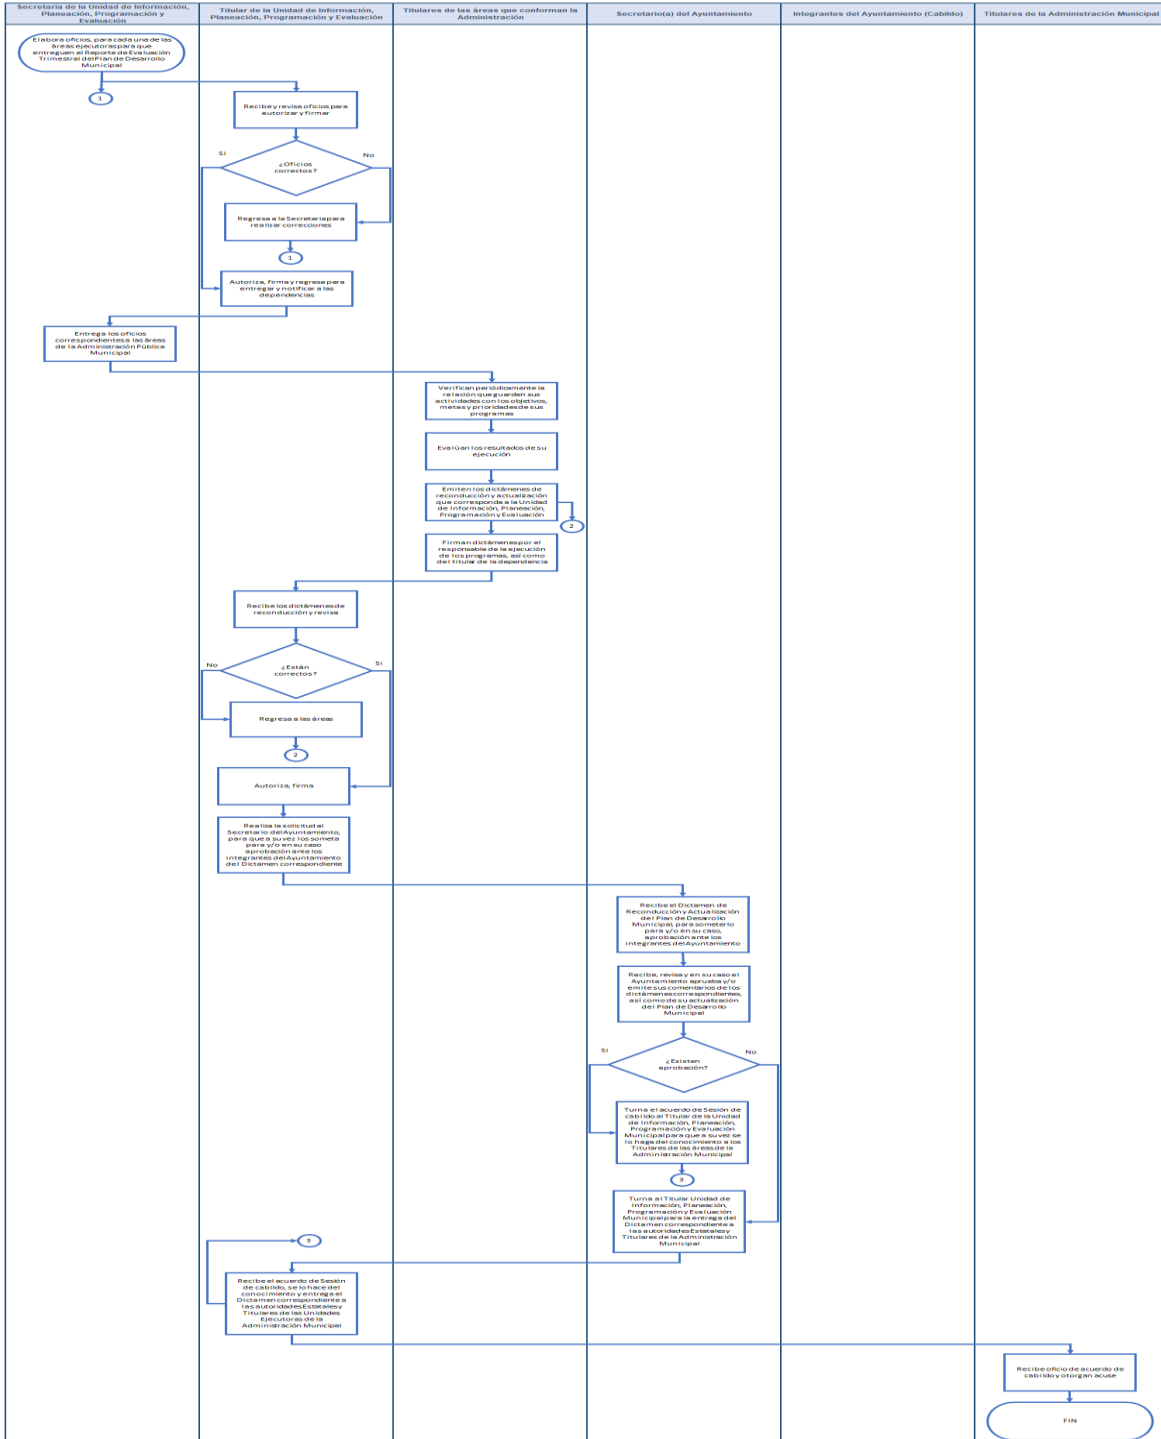 Secretaria de la Unidad de Información,
Planeación, Programación y
Evaluación
Titular de la Unidad de Información,
Planeación, Programación y Evaluación
Titulares de las áreas que conforman la
Administración
Secretario(a) del Ayuntamiento
Integrantes del Ayuntamiento (Cabildo)
Titulares de la Administración Municipal
Elabora oficios, para cada una de las
áreas ejecutoras para que
entreguen el Reporte de Evaluación
Trimestral del Plan de Desarrollo
Municipal
1
Recibe y revisa oficios para
autorizar y firmar
Si
No
¿Oficios
correctos?
Regresa a la Secretaria para
realizar correcciones
1
Autoriza, firma y regresa para
entregar y notificar a las
dependencias
Entrega los oficios
correspondientes a las áreas
de la Administración Pública
Municipal
Verifican periódicamente la
relación que guarden sus
actividades con los objetivos,
metas y prioridades de sus
programas
Evalúan los resultados de su
ejecución
Emiten los dictámenes de
reconducción y actualización
que corresponda a la Unidad
de Información, Planeación,
Programación y Evaluación
2
Firman dictámenes por el
responsable de la ejecución
de los programas, así como
del titular de la dependencia
Recibe los dictámenes de
reconducción y revisa
No
Si
¿Están
correctos?
Regresa a las áreas
2
Autoriza, firma
Realiza la solicitud al
Secretario del Ayuntamiento,
para que a su vez los someta
para y/o en su caso
aprobación ante los
integrantes del Ayuntamiento
del Dictamen correspondiente
Recibe el Dictamen de
Reconducción y Actualización
del Plan de Desarrollo
Municipal, para someterlo
para y/o en su caso,
aprobación ante los
integrantes del Ayuntamiento
Recibe, revisa y en su caso el
Ayuntamiento aprueba y/o
emite sus comentarios de los
dictámenes correspondientes,
así como de su actualización
del Plan de Desarrollo
Municipal
Si
No
¿Existen
aprobación?
Turna el acuerdo de Sesión de
cabildo al Titular de la Unidad
de Información, Planeación,
Programación y Evaluación
Municipal para que a su vez se
lo haga del conocimiento a los
Titulares de las áreas de la
Administración Municipal
3
Turna al Titular Unidad de
Información, Planeación,
Programación y Evaluación
Municipal para la entrega del
Dictamen correspondiente a
las autoridades Estatales y
Titulares de la Administración
Municipal
3
Recibe el acuerdo de Sesión
de cabildo, se lo hace del
conocimiento y entrega el
Dictamen correspondiente a
las autoridades Estatales y
Titulares de las Unidades
Ejecutoras de la
Administración Municipal
Recibe oficio de acuerdo de
cabildo y otorgan acuse
FIN